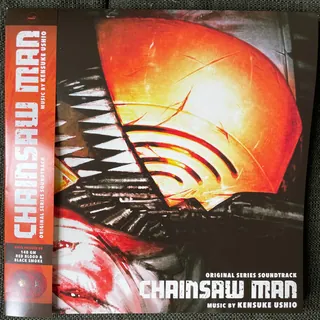 CHAINSAW MAN
MUSIC BY KENSUKE USHIO
ORIGINAL SERIES SOUNDTRACK
140 GM
RED BLOOD &
BLACK SMOKE
ORIGINAL SERIES SOUNDTRACK
CHAINSAW MAN
MUSIC BY KENSUKE USHIO